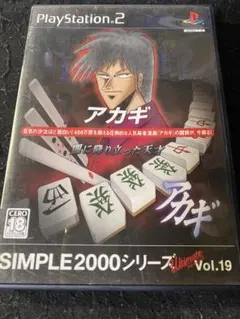 PlayStation 2
アカギ
闇に降り立った天才
アカギ
CERO
18
SIMPLE2000シリーズ Ultimate Vol.19